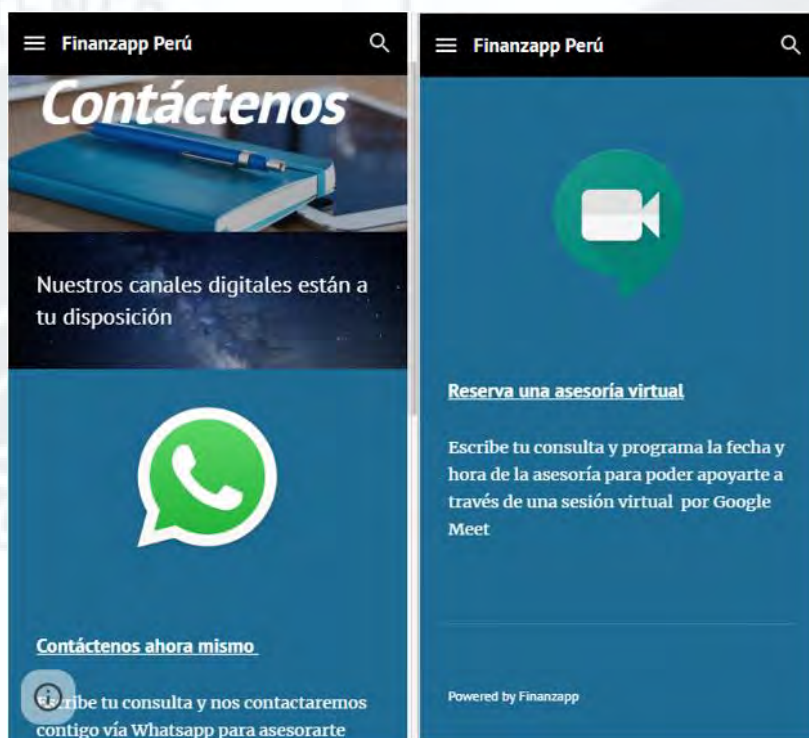 Finanzapp Perú
Contáctenos
Nuestros canales digitales están a
tu disposición
Contáctenos ahora mismo
Escribe tu consulta y nos contactaremos
contigo vía Whatsapp para asesorarte
Finanzapp Perú
Reserva una asesoría virtual
Escribe tu consulta y programa la fecha y
hora de la asesoría para poder apoyarte a
través de una sesión virtual por Google
Meet
Powered by Finanzapp